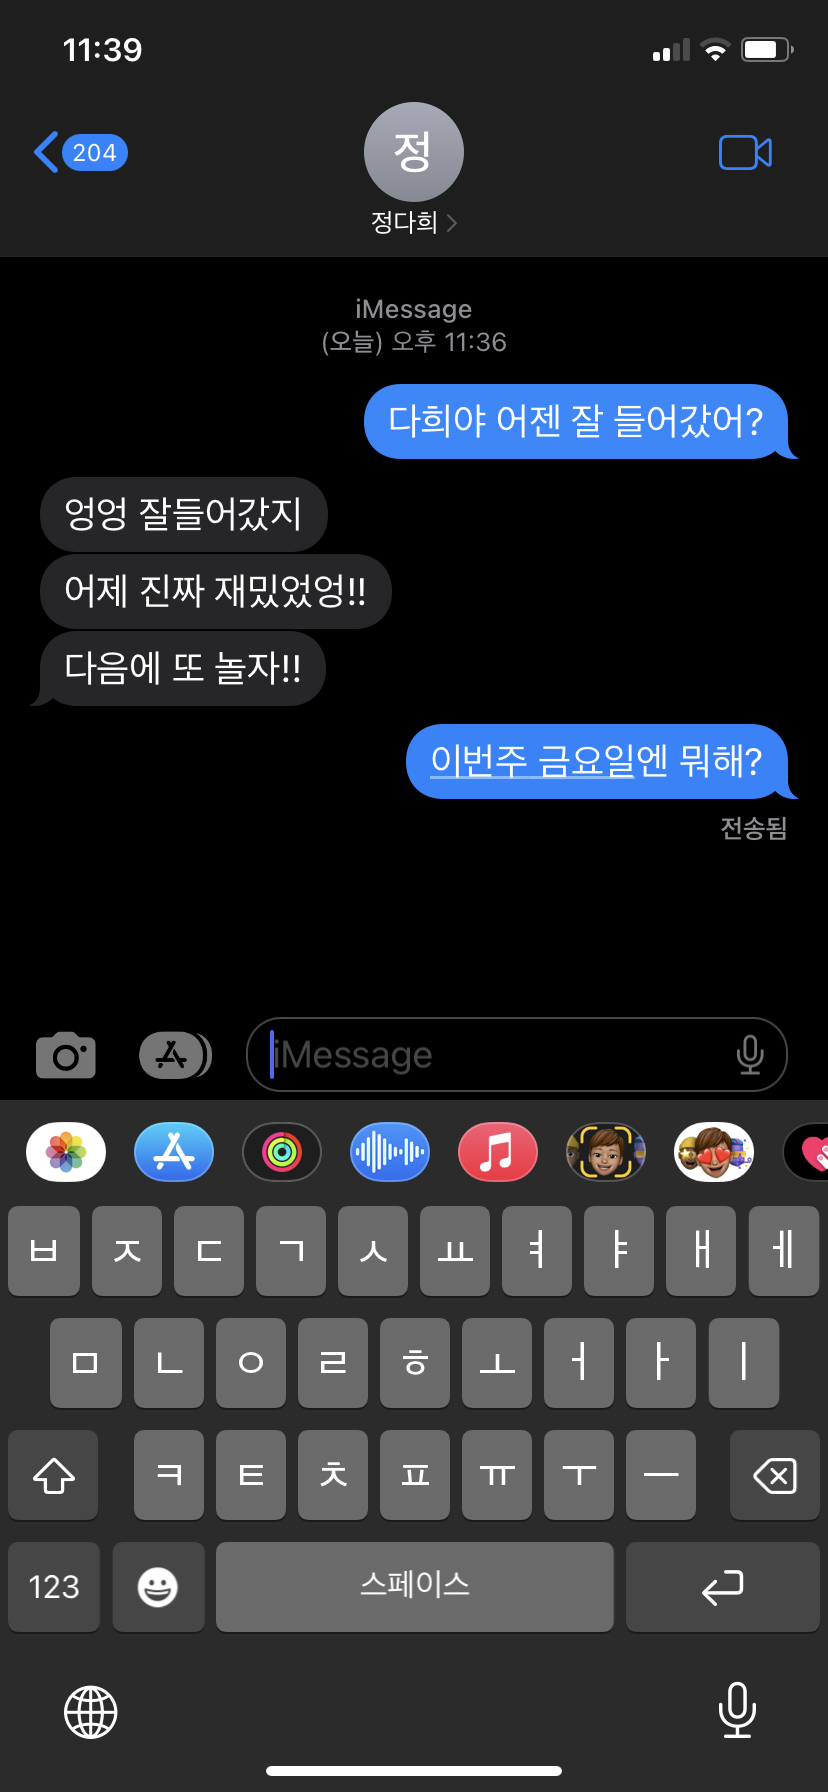 11:39
204
정
정다희
iMessage
(오늘) 오후 11:36
다희야 어젠 잘 들어갔어?
엉엉 잘들어갔지
어제 진짜 재밌었엉!!
다음에 또 놀자!!
이번주 금요일엔 뭐해?
전송됨
iMessage
ㅂ ㅈ ㄷ ㄱ ㅅ ㅛ ㅕ ㅑ ㅐ ㅔ
ㅁ ㄴ ㅇ ㄹ ㅎ ㅗ ㅓ ㅏ ㅣ
ㅋ ㅌ ㅊ ㅍ ㅠ ㅜ ㅡ
123 스페이스